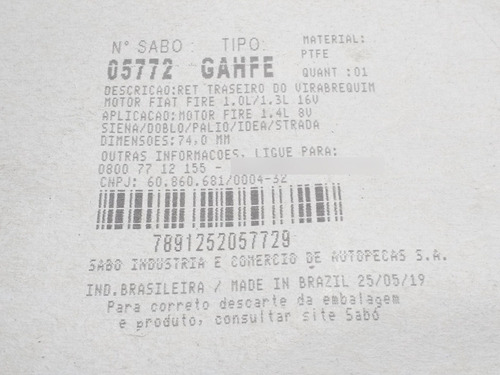 N° SABO : TIPO:
MATERIAL:
PTFE
05772 GAHFE
QUANT :01
DESCRICAO:RET TRASEIRO DO VIRABREQUIM
MOTOR FIAT FIRE 1.0L/1.3L 16V
APLICACAO:MOTOR FIRE 1.4L 8V
SIENA/DOBLO/PALIO/IDEA/STRADA
DIMENSOES:74,0 MM
OUTRAS INFORMACOES, LIGUE PARA:
0800 77 12 155 -
CNPJ: 60.860.681/0004-32
7891252057729
SABO INDUSTRIA E COMERCIO DE AUTOPECAS S.A.
IND.BRASILEIRA / MADE IN BRAZIL 25/05/19
Para correto descarte da embalagem
e produto, consultar site Sabó